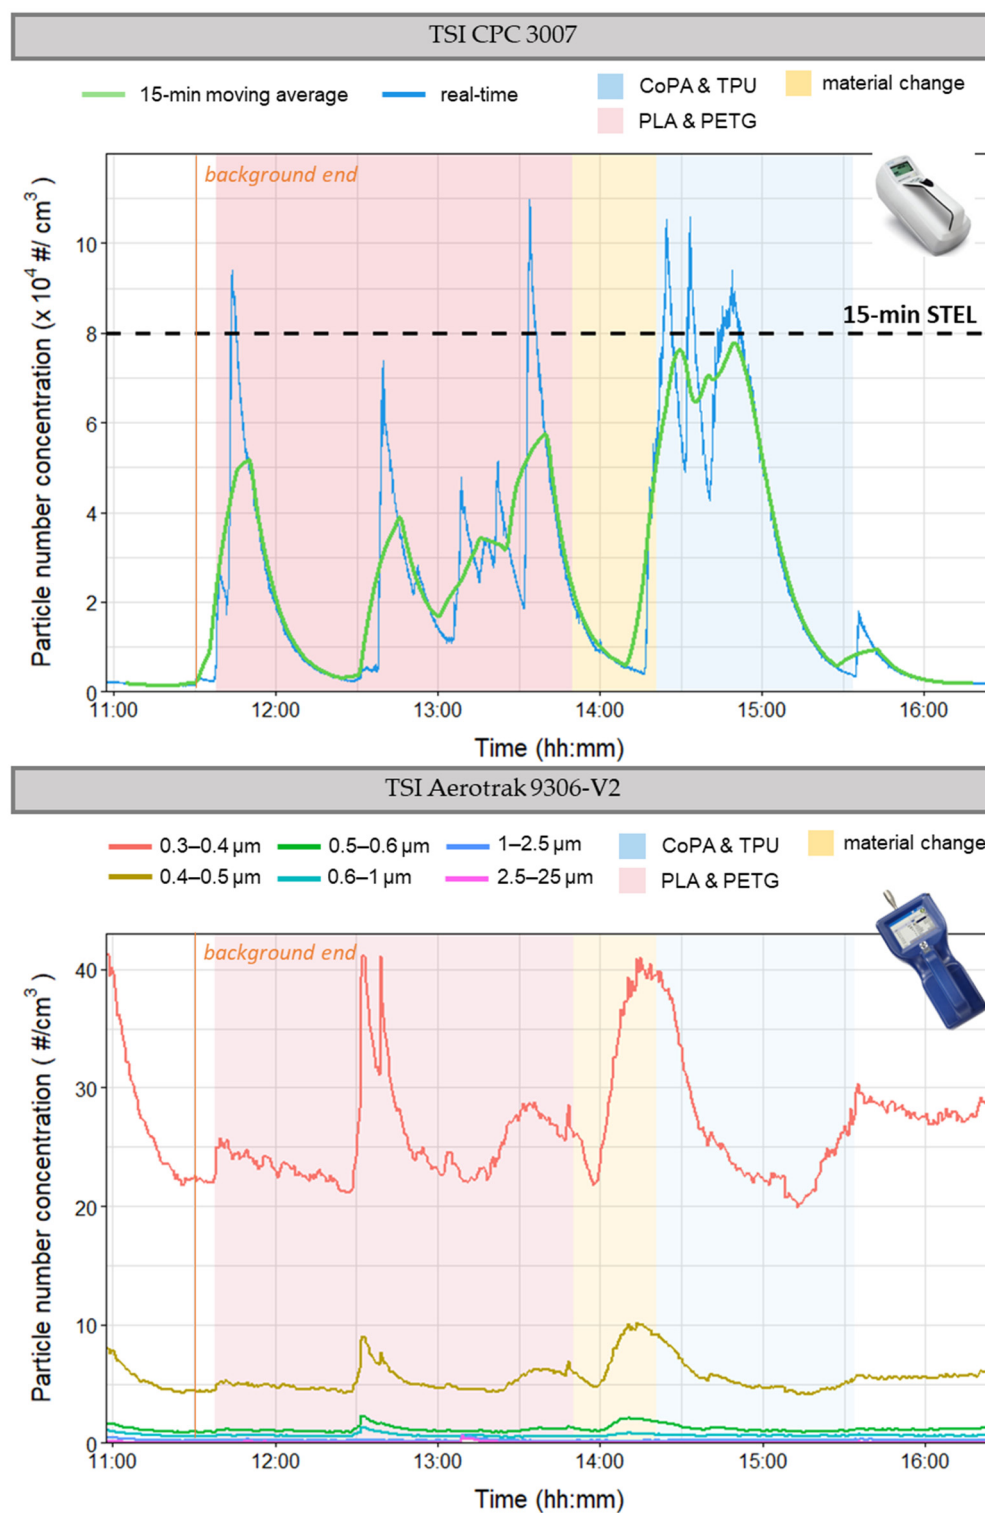 TSI CPC 3007
15-min moving average
real-time
CoPA & TPU
material change
PLA & PETG
background end
15-min STEL
Particle number concentration (x 10⁴ #/ cm³ )
10
8
6
4
2
0
11:00 12:00 13:00 14:00 15:00 16:00
Time (hh:mm)
TSI Aerotrak 9306-V2
0.3–0.4 µm 0.5–0.6 µm 1–2.5 µm CoPA & TPU material change
0.4–0.5 µm 0.6–1 µm 2.5–25 µm PLA & PETG
background end
Particle number concentration ( #/cm³ )
40
30
20
10
0
11:00 12:00 13:00 14:00 15:00 16:00
Time (hh:mm)